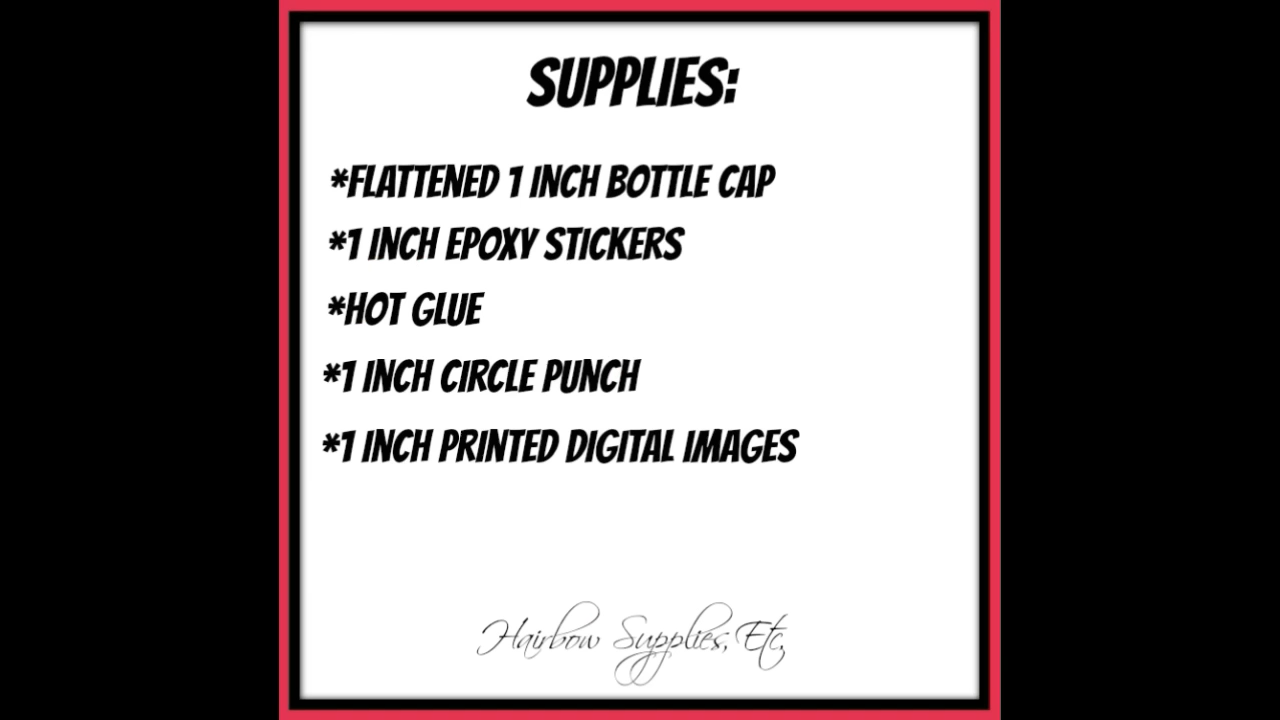 SUPPLIES:
*FLATTENED 1 INCH BOTTLE CAP
*1 INCH EPOXY STICKERS
*HOT GLUE
*1 INCH CIRCLE PUNCH
*1 INCH PRINTED DIGITAL IMAGES
Hairbow Supplies, Etc.